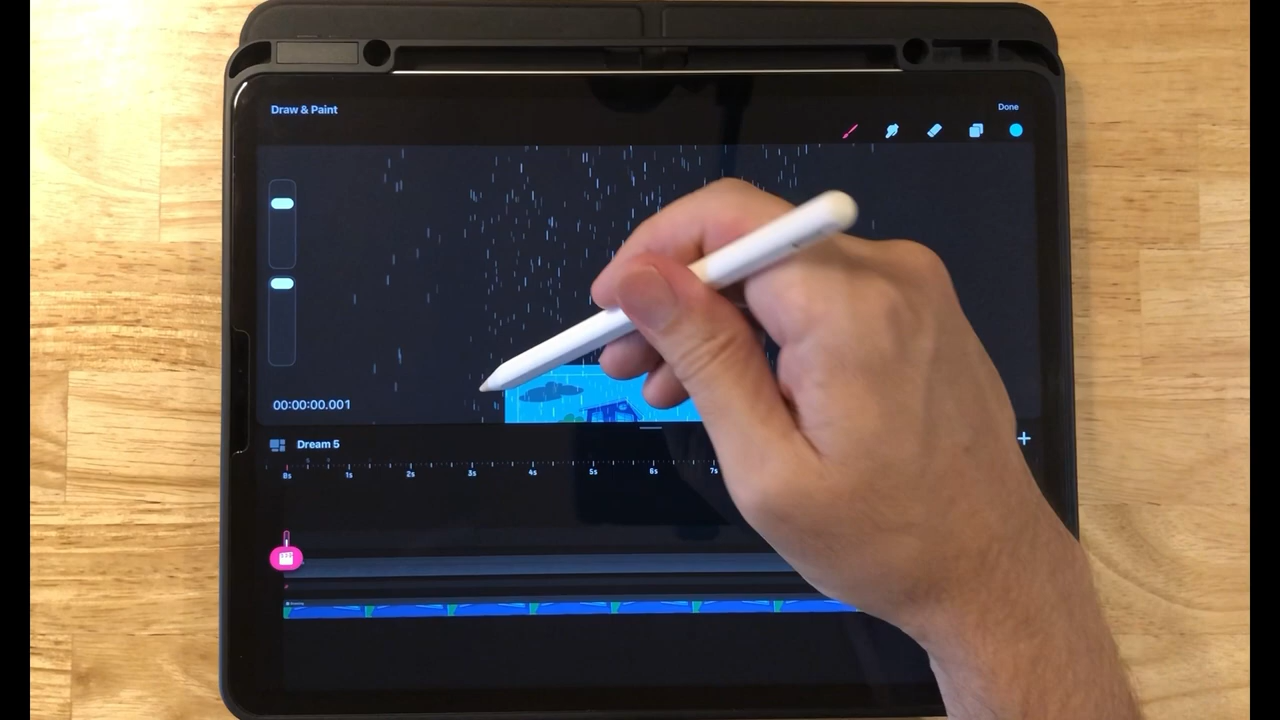 Draw & Paint
Done
00:00:00.001
Dream 5
0s 1s 2s 3s 4s 5s 6s 7s